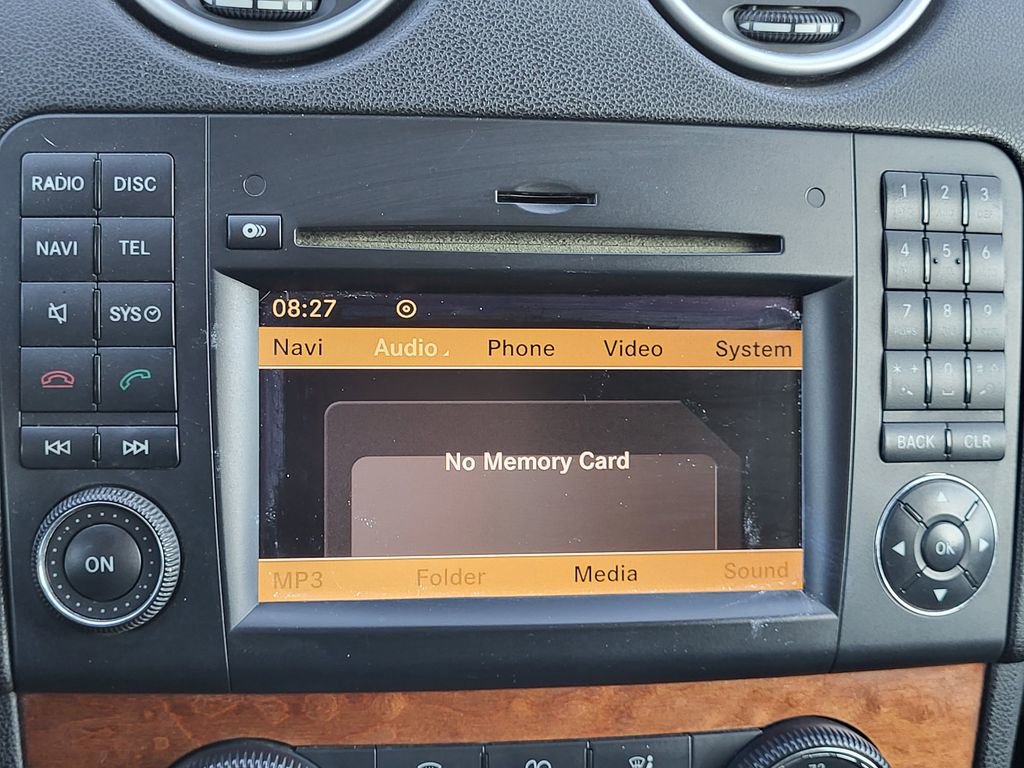 RADIO DISC
NAVI TEL
SYS
ON
08:27
Navi Audio Phone Video System
No Memory Card
MP3 Folder Media Sound
1 2 3
4 5 6
7 8 9
* + 0 #
BACK CLR
OK